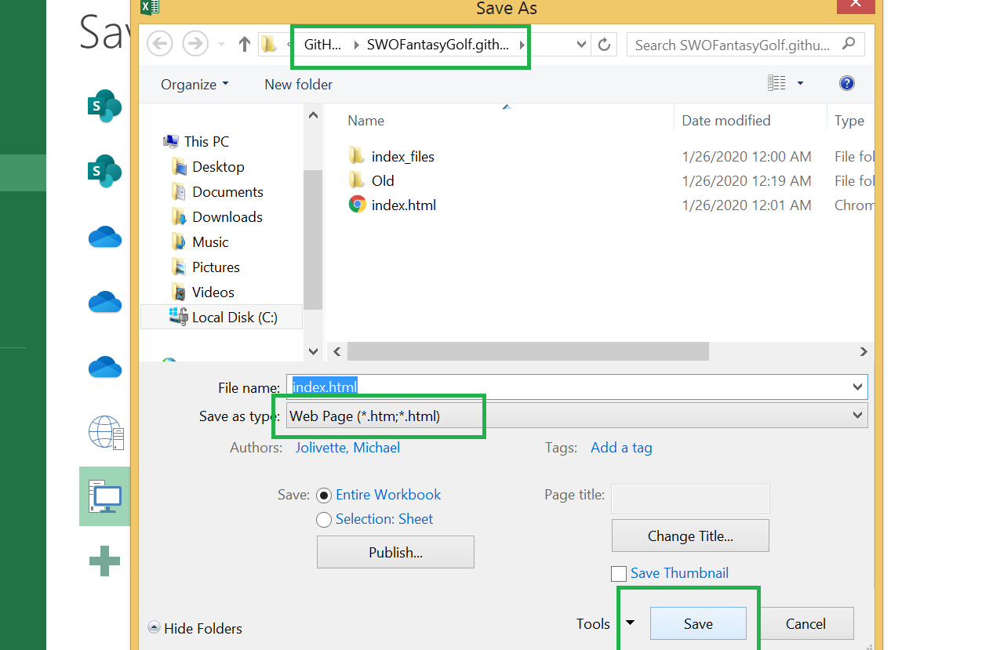 Sav
Save As
GitH... SWOFantasyGolf.gith...
Search SWOFantasyGolf.githu...
Organize New folder
Name Date modified Type
This PC
Desktop
Documents
Downloads
Music
Pictures
Videos
Local Disk (C:)
index_files 1/26/2020 12:00 AM File fol
Old 1/26/2020 12:19 AM File fol
index.html 1/26/2020 12:01 AM Chrom
File name: index.html
Save as type: Web Page (*.htm;*.html)
Authors: Jolivette, Michael Tags: Add a tag
Save: Entire Workbook Page title:
Selection: Sheet
Publish... Change Title...
Save Thumbnail
Hide Folders Tools Save Cancel